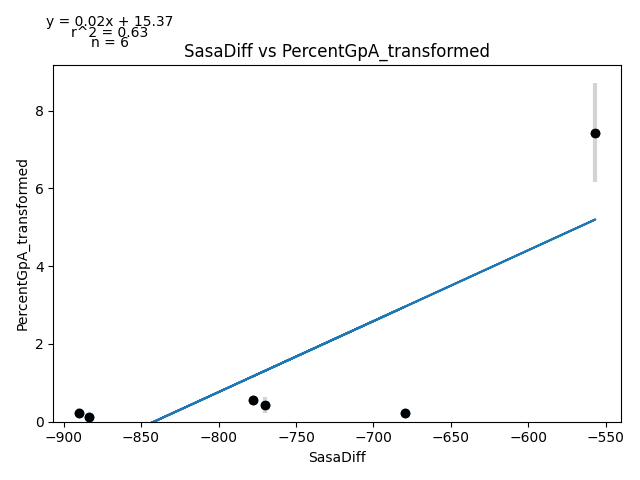 y = 0.02x + 15.37
r^2 = 0.63
n = 6
SasaDiff vs PercentGpA_transformed
PercentGpA_transformed
8
6
4
2
0
−900
−850
−800
−750
−700
−650
−600
−550
SasaDiff